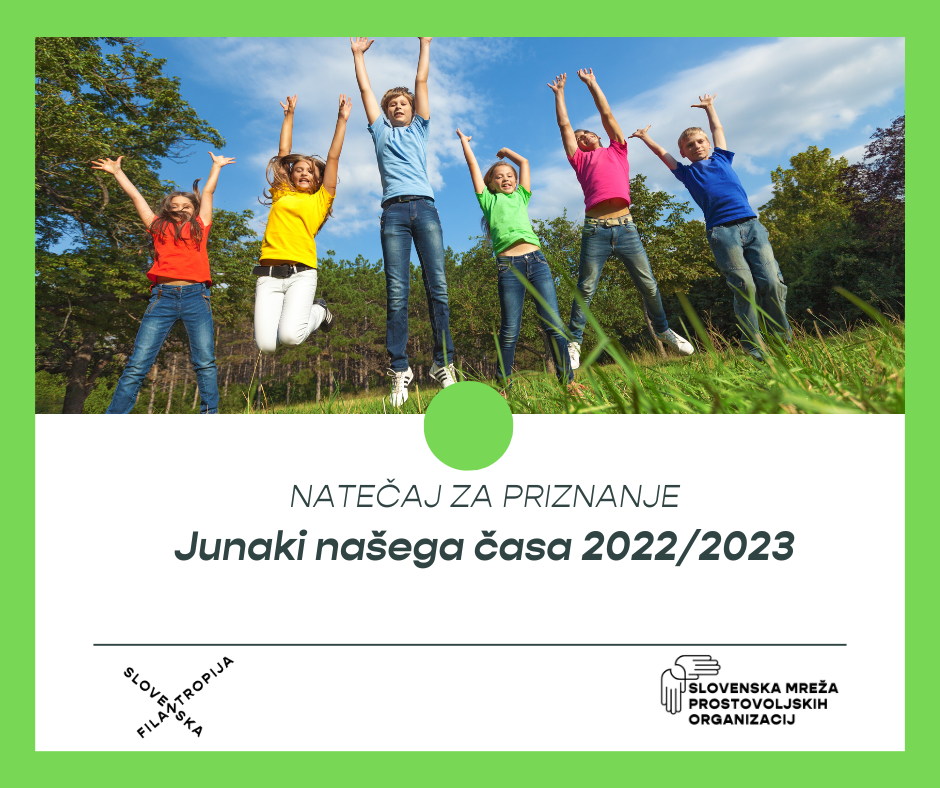 NATEČAJ ZA PRIZNANJE
Junaki našega časa 2022/2023
SLOVENSKA
FILANTROPIJA
SLOVENSKA MREŽA
PROSTOVOLJSKIH
ORGANIZACIJ